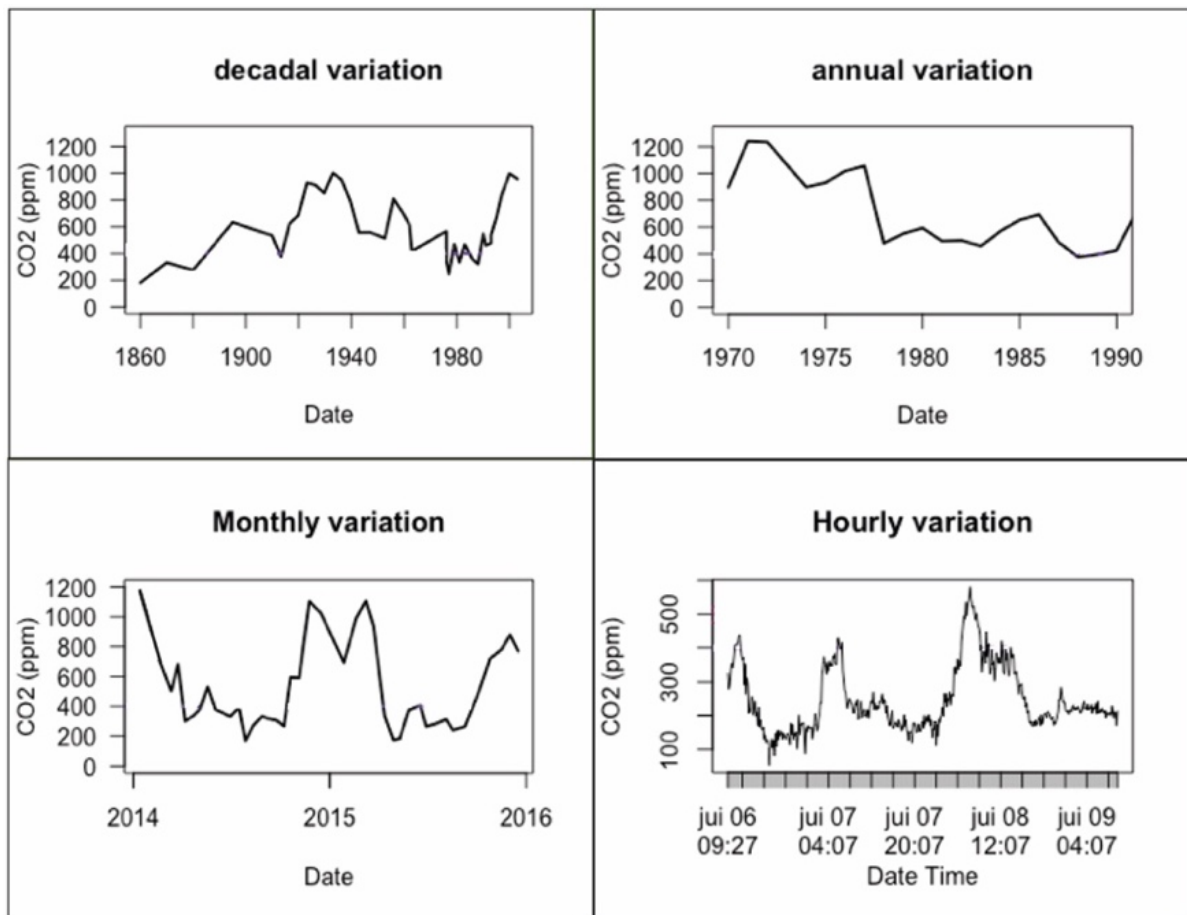 decadal variation
CO2 (ppm)
1200
1000
800
600
400
200
0
1860 1900 1940 1980
Date
annual variation
CO2 (ppm)
1200
1000
800
600
400
200
0
1970 1975 1980 1985 1990
Date
Monthly variation
CO2 (ppm)
1200
1000
800
600
400
200
0
2014 2015 2016
Date
Hourly variation
CO2 (ppm)
500
300
100
jui 06 jui 07 jui 07 jui 08 jui 09
09:27 04:07 20:07 12:07 04:07
Date Time